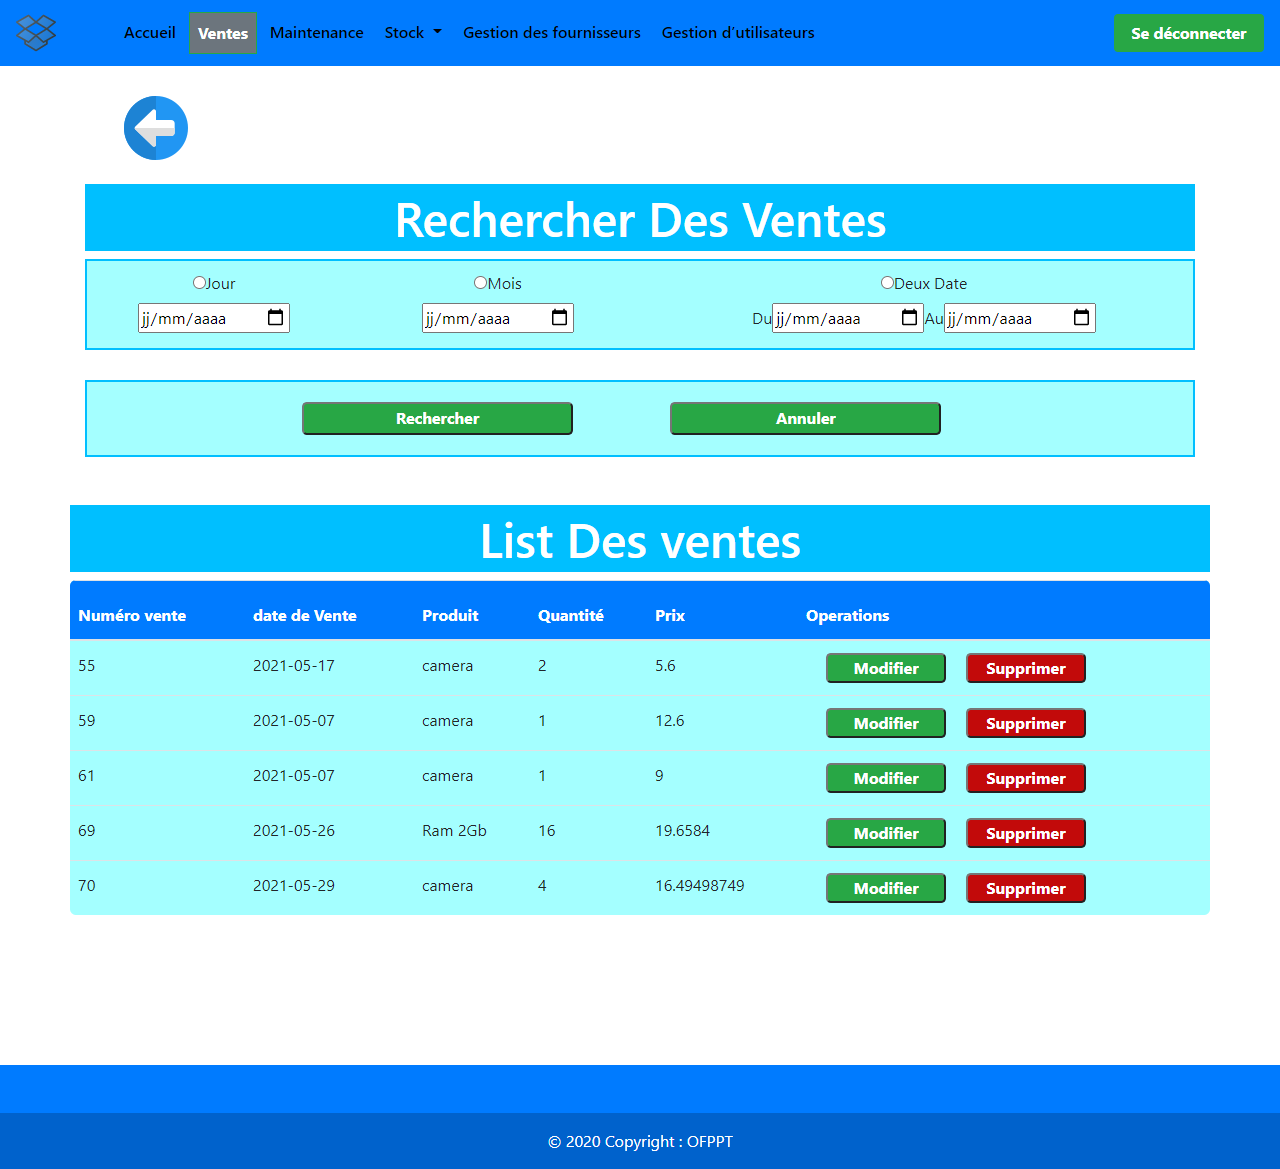 Accueil Ventes Maintenance Stock Gestion des fournisseurs Gestion d'utilisateurs Se déconnecter
Rechercher Des Ventes
Jour Mois Deux Date
jj/mm/aaaa jj/mm/aaaa Du jj/mm/aaaa Au jj/mm/aaaa
Rechercher Annuler
List Des ventes
Numéro vente date de Vente Produit Quantité Prix Operations
55 2021-05-17 camera 2 5.6 Modifier Supprimer
59 2021-05-07 camera 1 12.6 Modifier Supprimer
61 2021-05-07 camera 1 9 Modifier Supprimer
69 2021-05-26 Ram 2Gb 16 19.6584 Modifier Supprimer
70 2021-05-29 camera 4 16.49498749 Modifier Supprimer
© 2020 Copyright : OFPPT